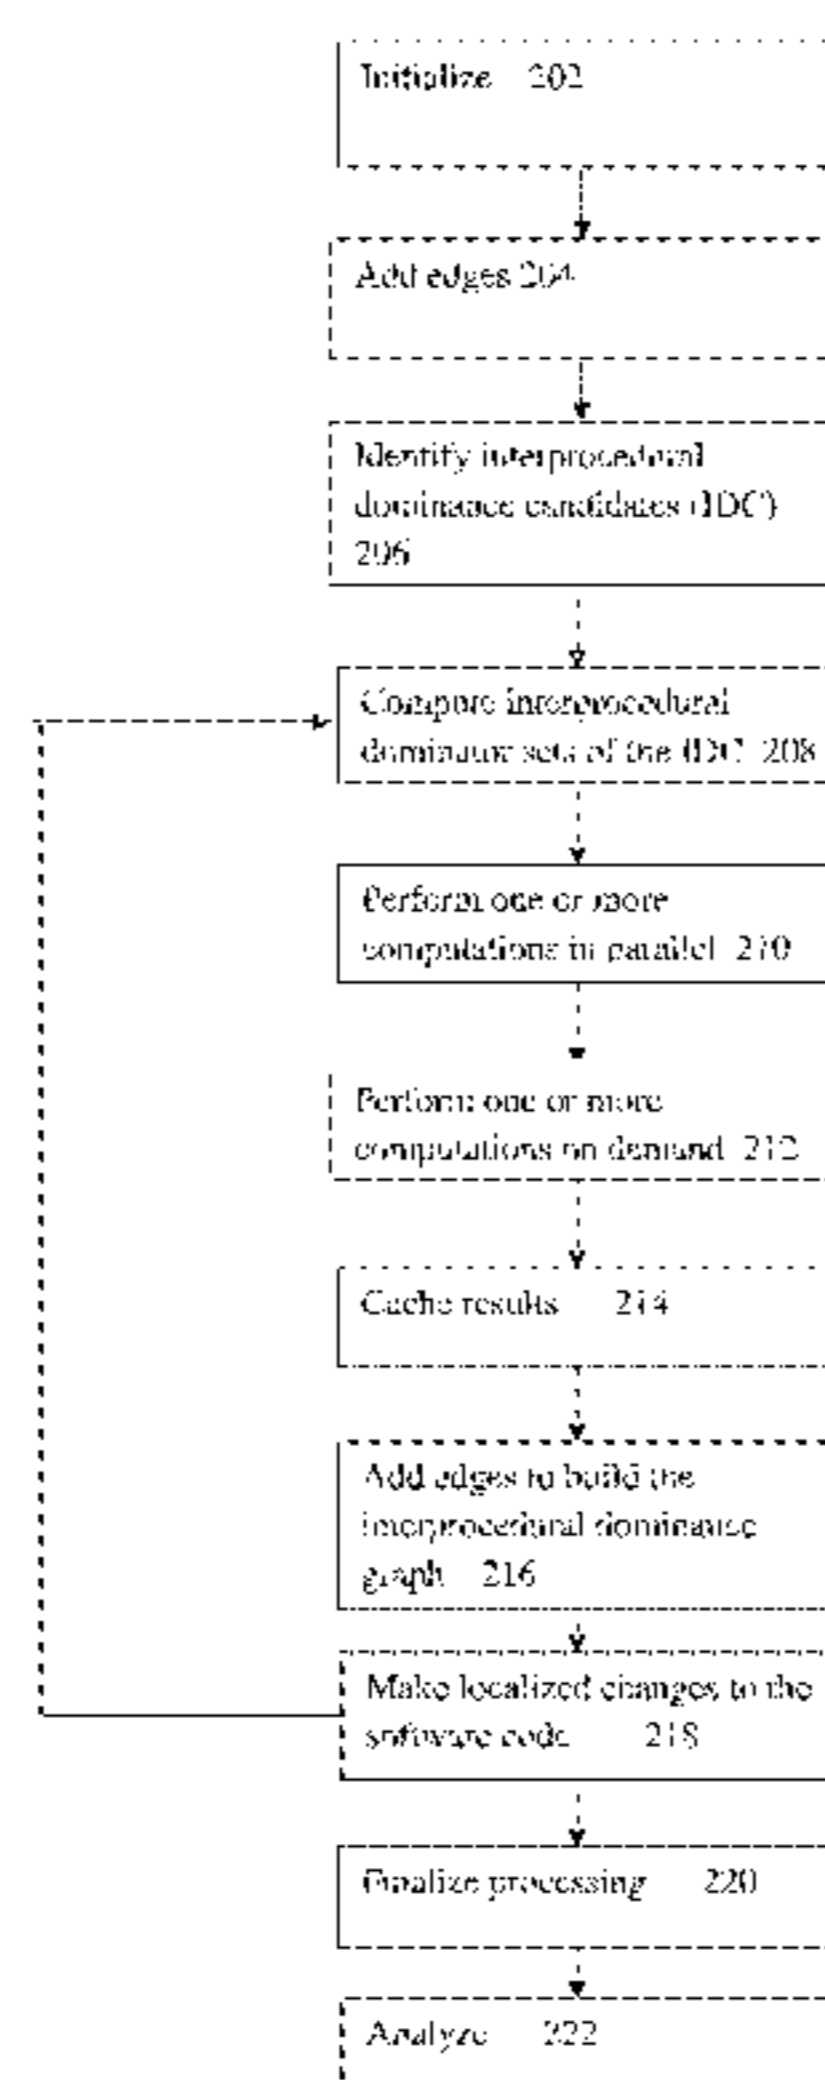 Initialize 202
Add edges 204
Identify interprocedural
dominance candidates (IDC)
206
Compute interprocedural
dominator sets of the IDC 208
Perform one or more
computations in parallel 210
Perform one or more
computations on demand 212
Cache results 214
Add edges to build the
interprocedural dominance
graph 216
Make localized changes to the
software code 218
Finalize processing 220
Analyze 222